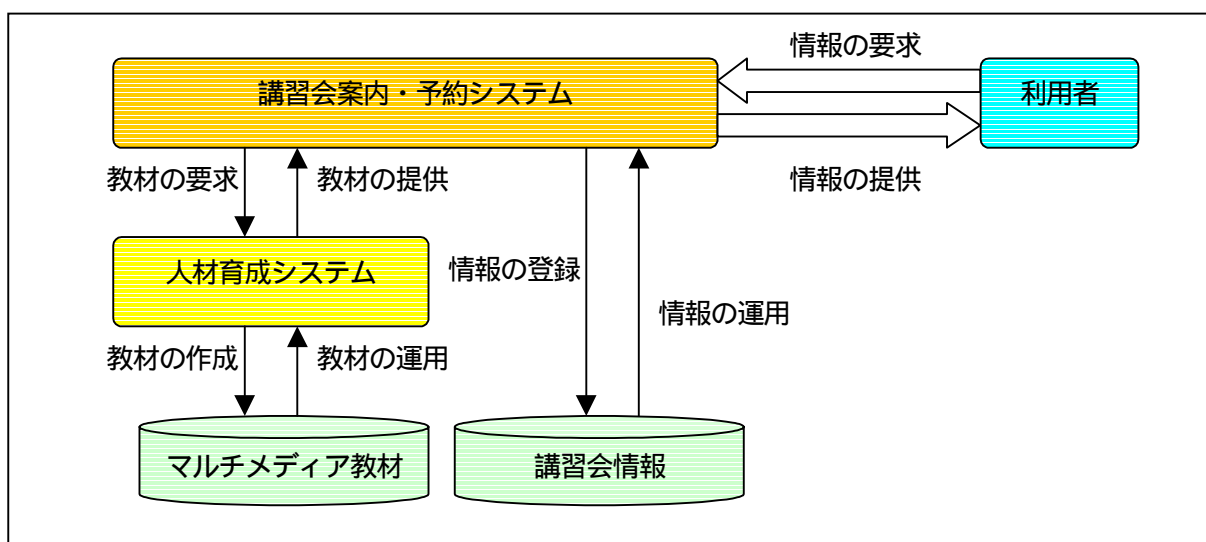 情報の要求
講習会案内・予約システム
利用者
情報の提供
教材の要求
教材の提供
人材育成システム
情報の登録
情報の運用
教材の作成
教材の運用
マルチメディア教材
講習会情報